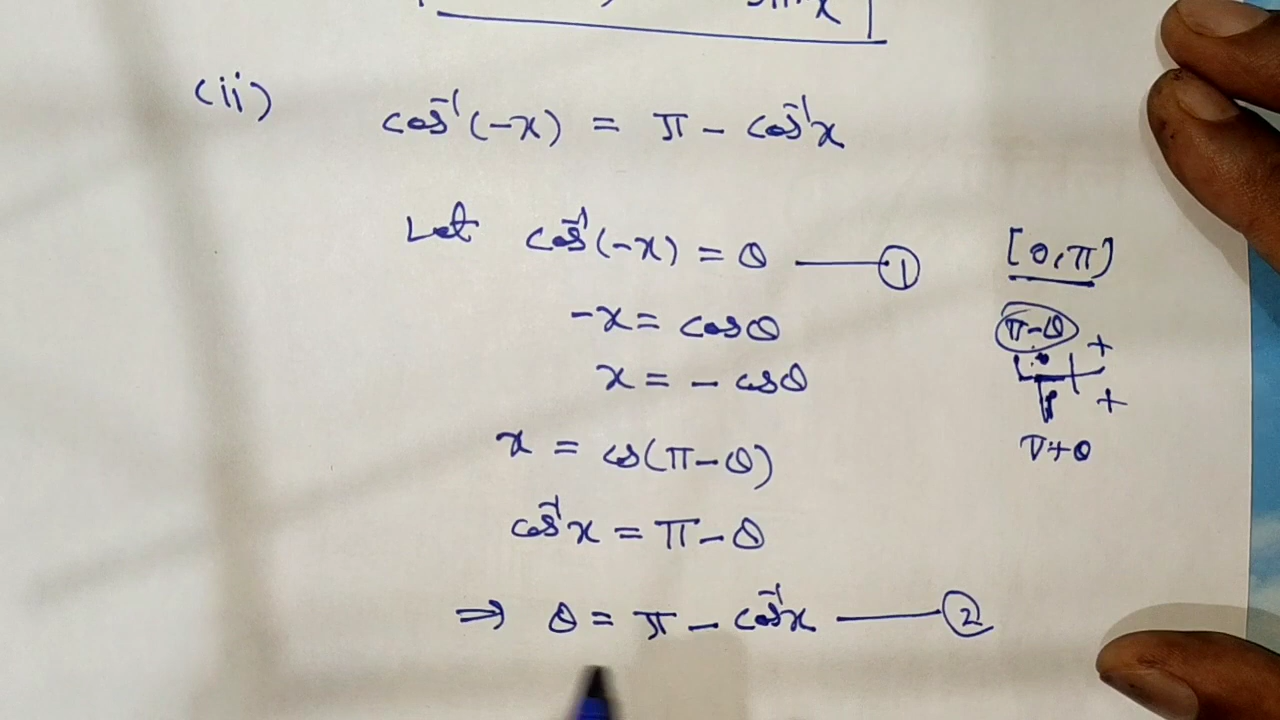 (ii) cos⁻¹(-x) = π - cos⁻¹x
Let cos⁻¹(-x) = θ —— ①
[0,π]
-x = cosθ
π-θ
+
x = - cosθ
+
π+θ
x = cos(π-θ)
cos⁻¹x = π-θ
⇒ θ = π - cos⁻¹x —— ②